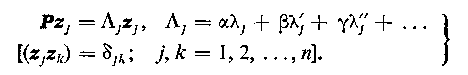 Pz_j = Λ_j z_j, Λ_j = αλ_j + βλ′_j + γλ″_j + . . .
[(z_j z_k) = δ_jk; j, k = 1, 2, . . ., n].